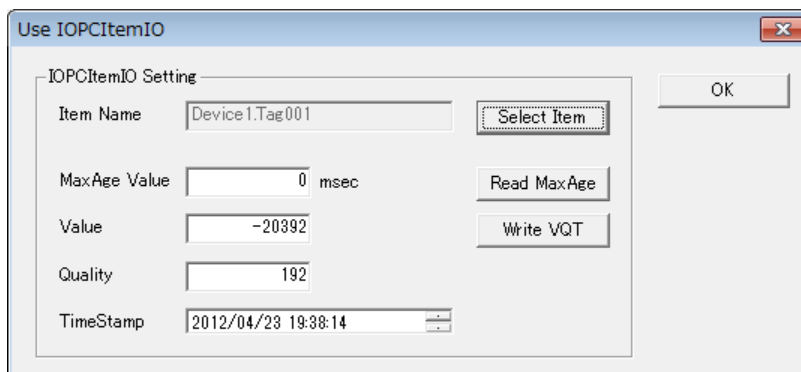 Use IOPCItemIO
IOPCItemIO Setting
OK
Item Name Device1.Tag001 Select Item
MaxAge Value 0 msec Read MaxAge
Value -20392 Write VQT
Quality 192
TimeStamp 2012/04/23 19:38:14